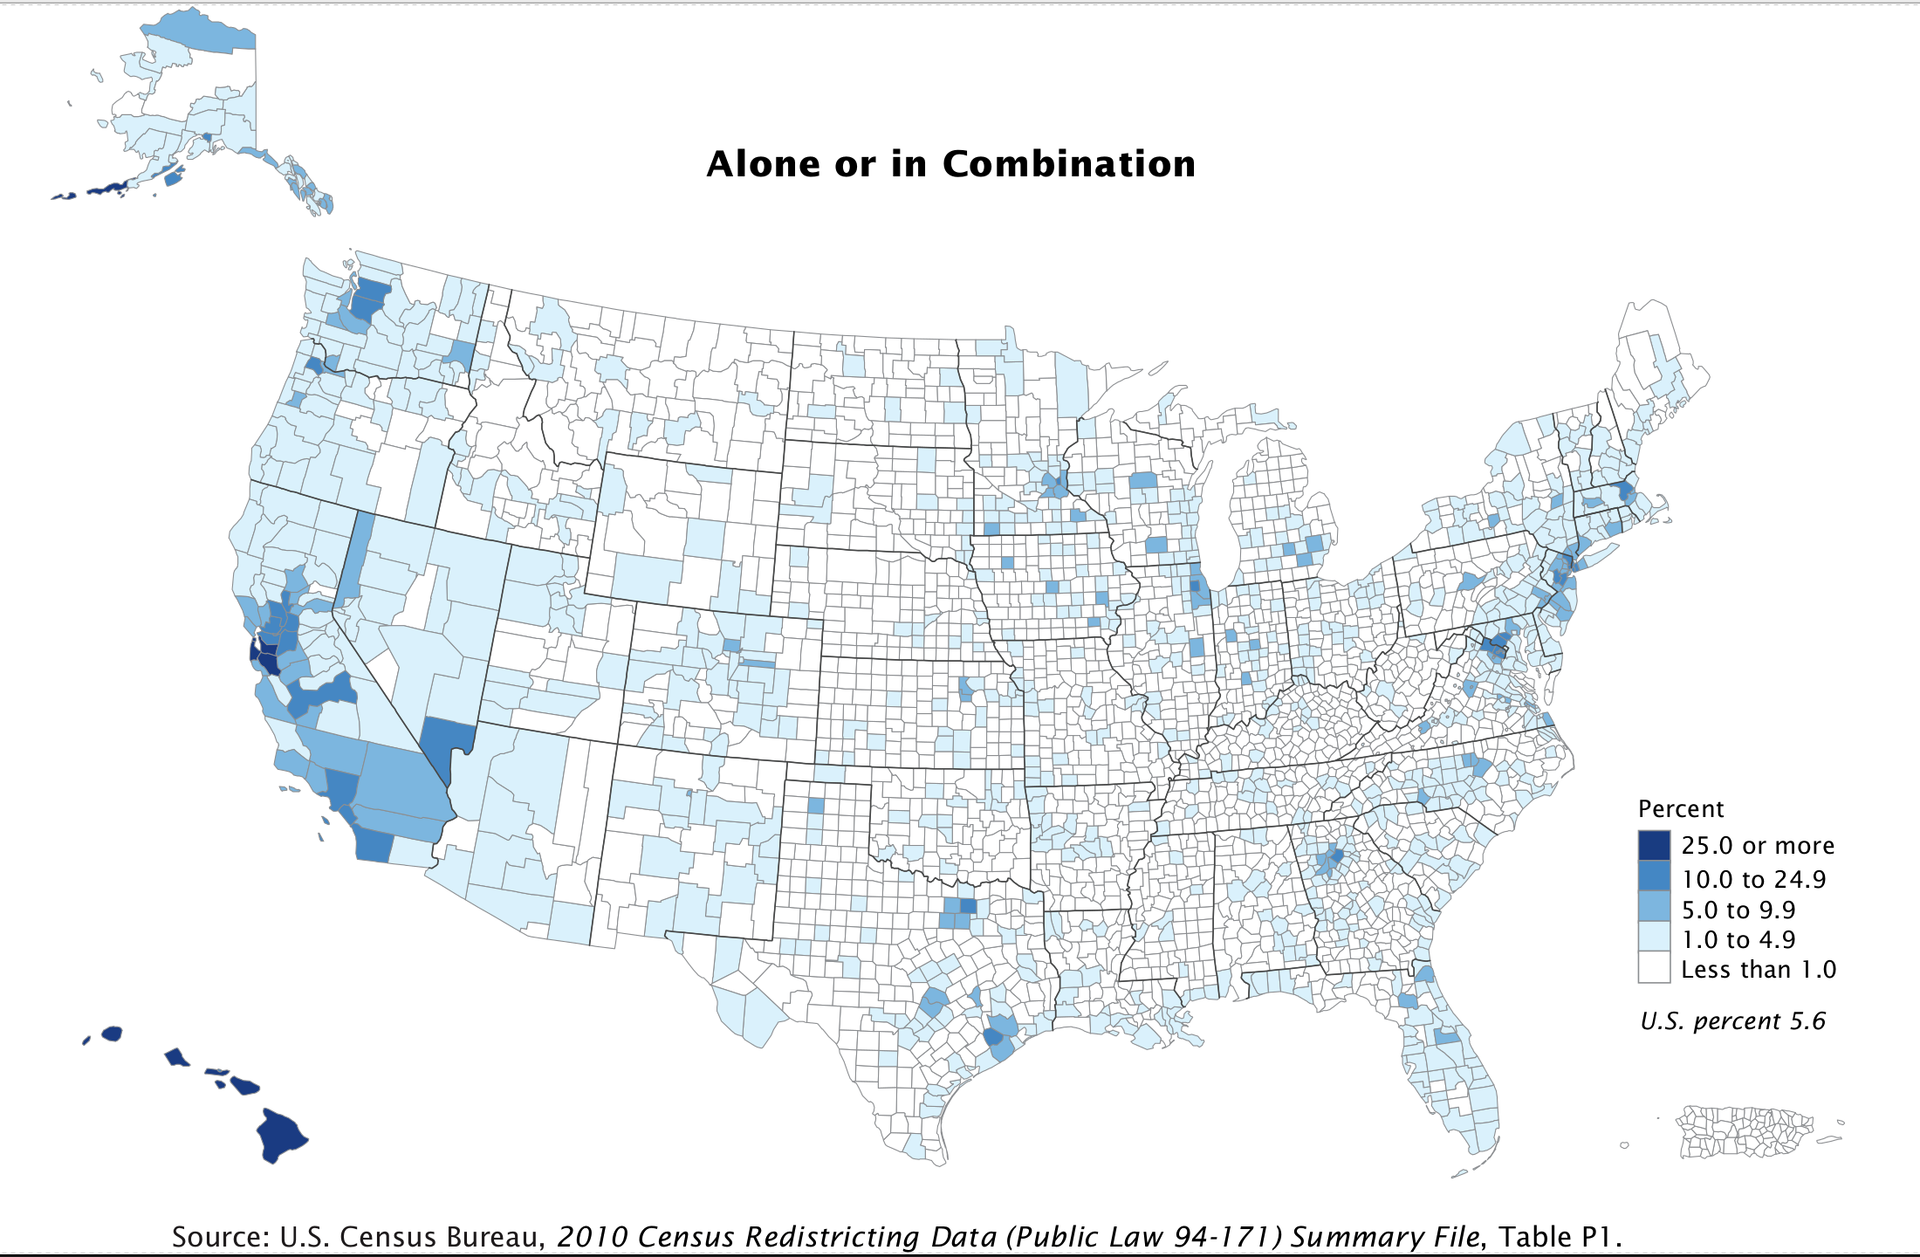 Alone or in Combination
Percent
25.0 or more
10.0 to 24.9
5.0 to 9.9
1.0 to 4.9
Less than 1.0
U.S. percent 5.6
Source: U.S. Census Bureau, 2010 Census Redistricting Data (Public Law 94-171) Summary File, Table P1.